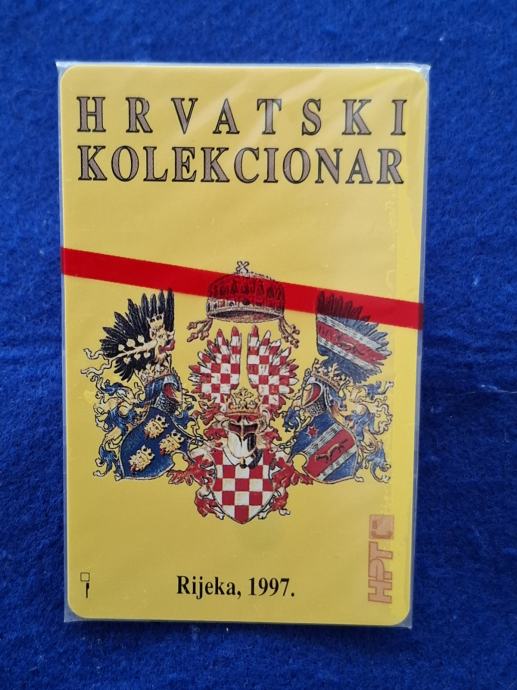 HRVATSKI
KOLEKCIONAR
Rijeka, 1997.
HPT